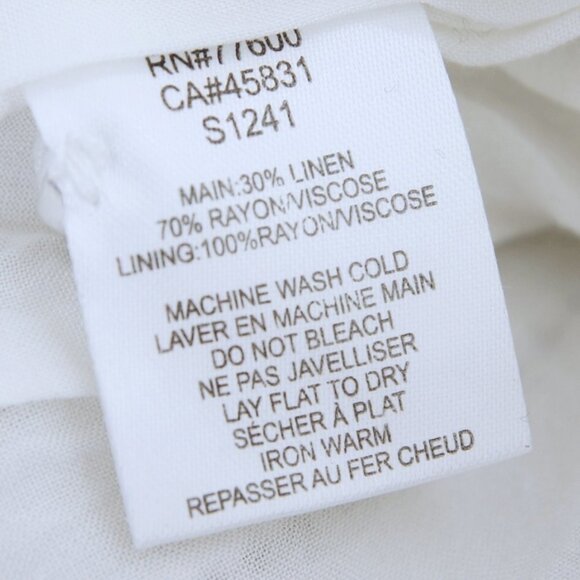 RN#77600
CA#45831
S1241
MAIN:30% LINEN
70% RAYON/VISCOSE
LINING:100%RAYON/VISCOSE
MACHINE WASH COLD
LAVER EN MACHINE MAIN
DO NOT BLEACH
NE PAS JAVELLISER
LAY FLAT TO DRY
SÉCHER À PLAT
IRON WARM
REPASSER AU FER CHEUD